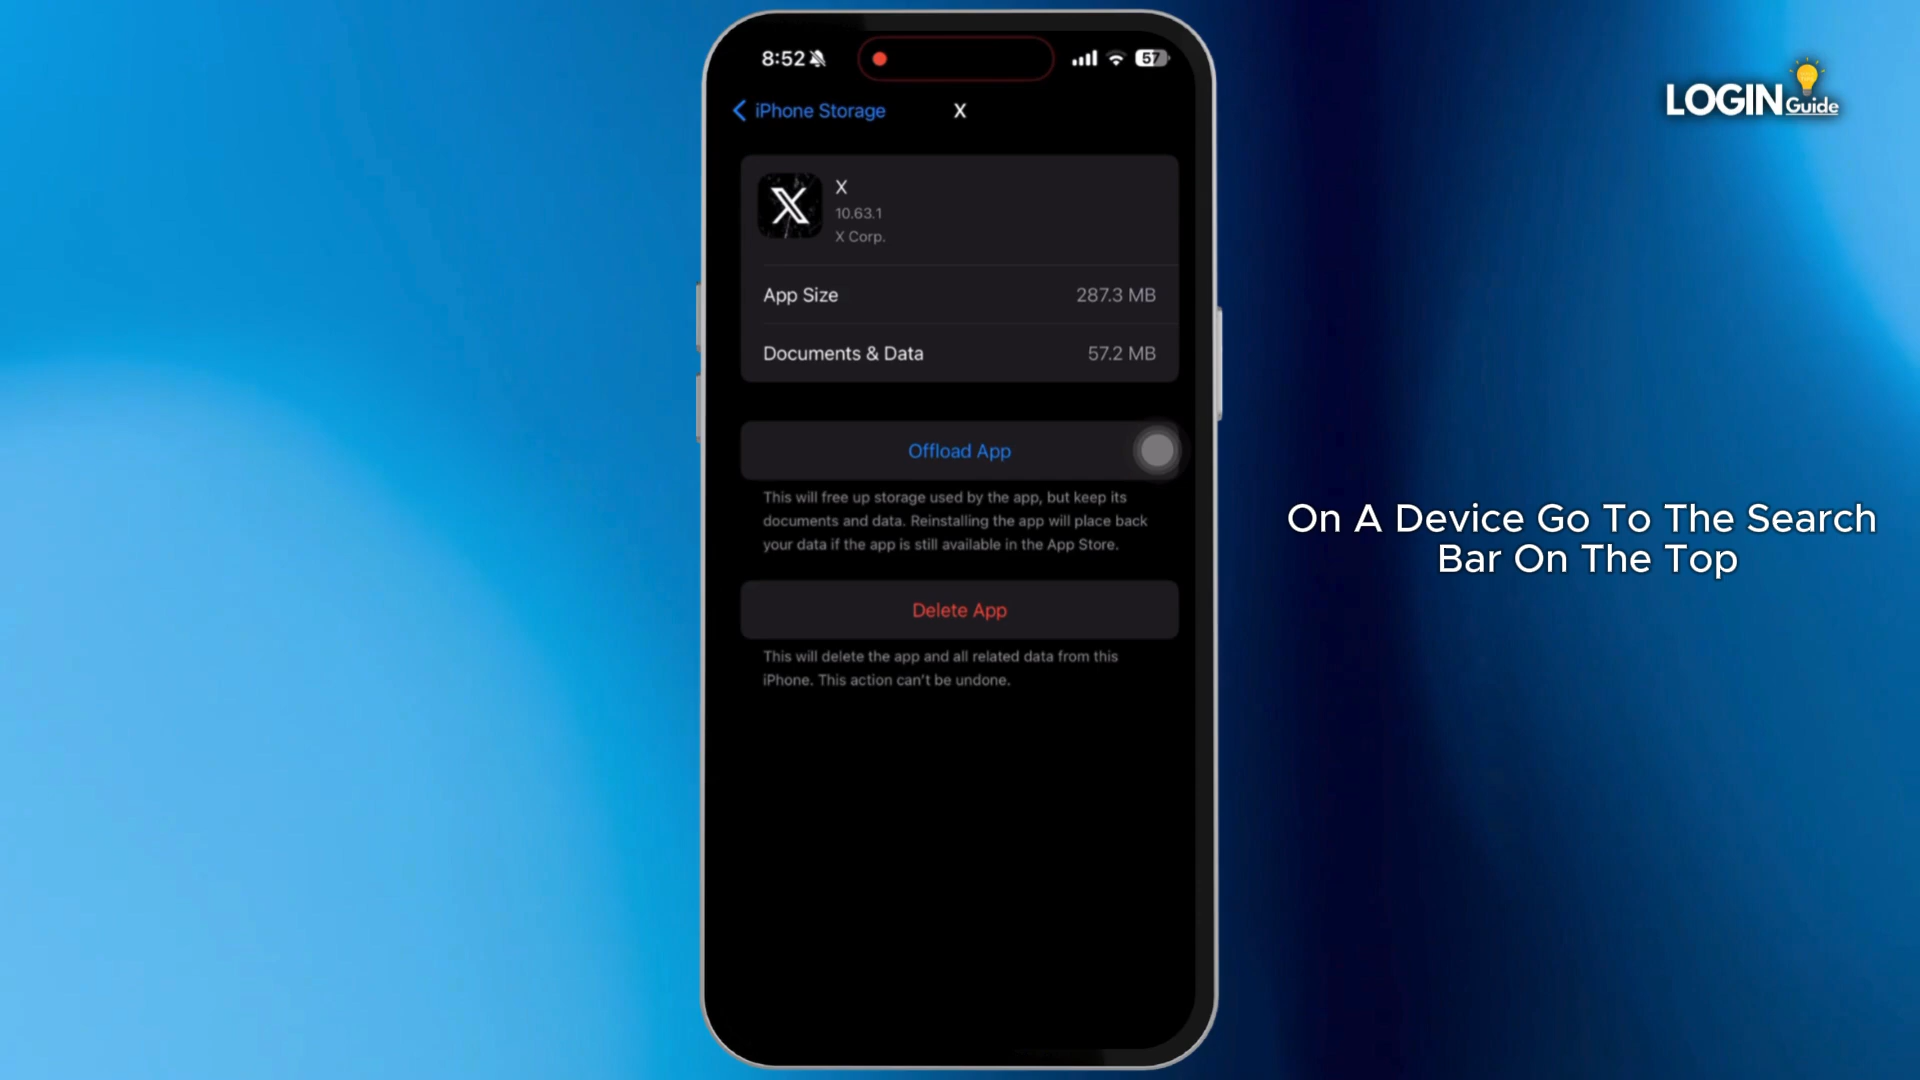 8:52
57
iPhone Storage
X
X
10.63.1
X Corp.
App Size
287.3 MB
Documents & Data
57.2 MB
Offload App
This will free up storage used by the app, but keep its
documents and data. Reinstalling the app will place back
your data if the app is still available in the App Store.
Delete App
This will delete the app and all related data from this
iPhone. This action can't be undone.
LOGIN Guide
On A Device Go To The Search
Bar On The Top